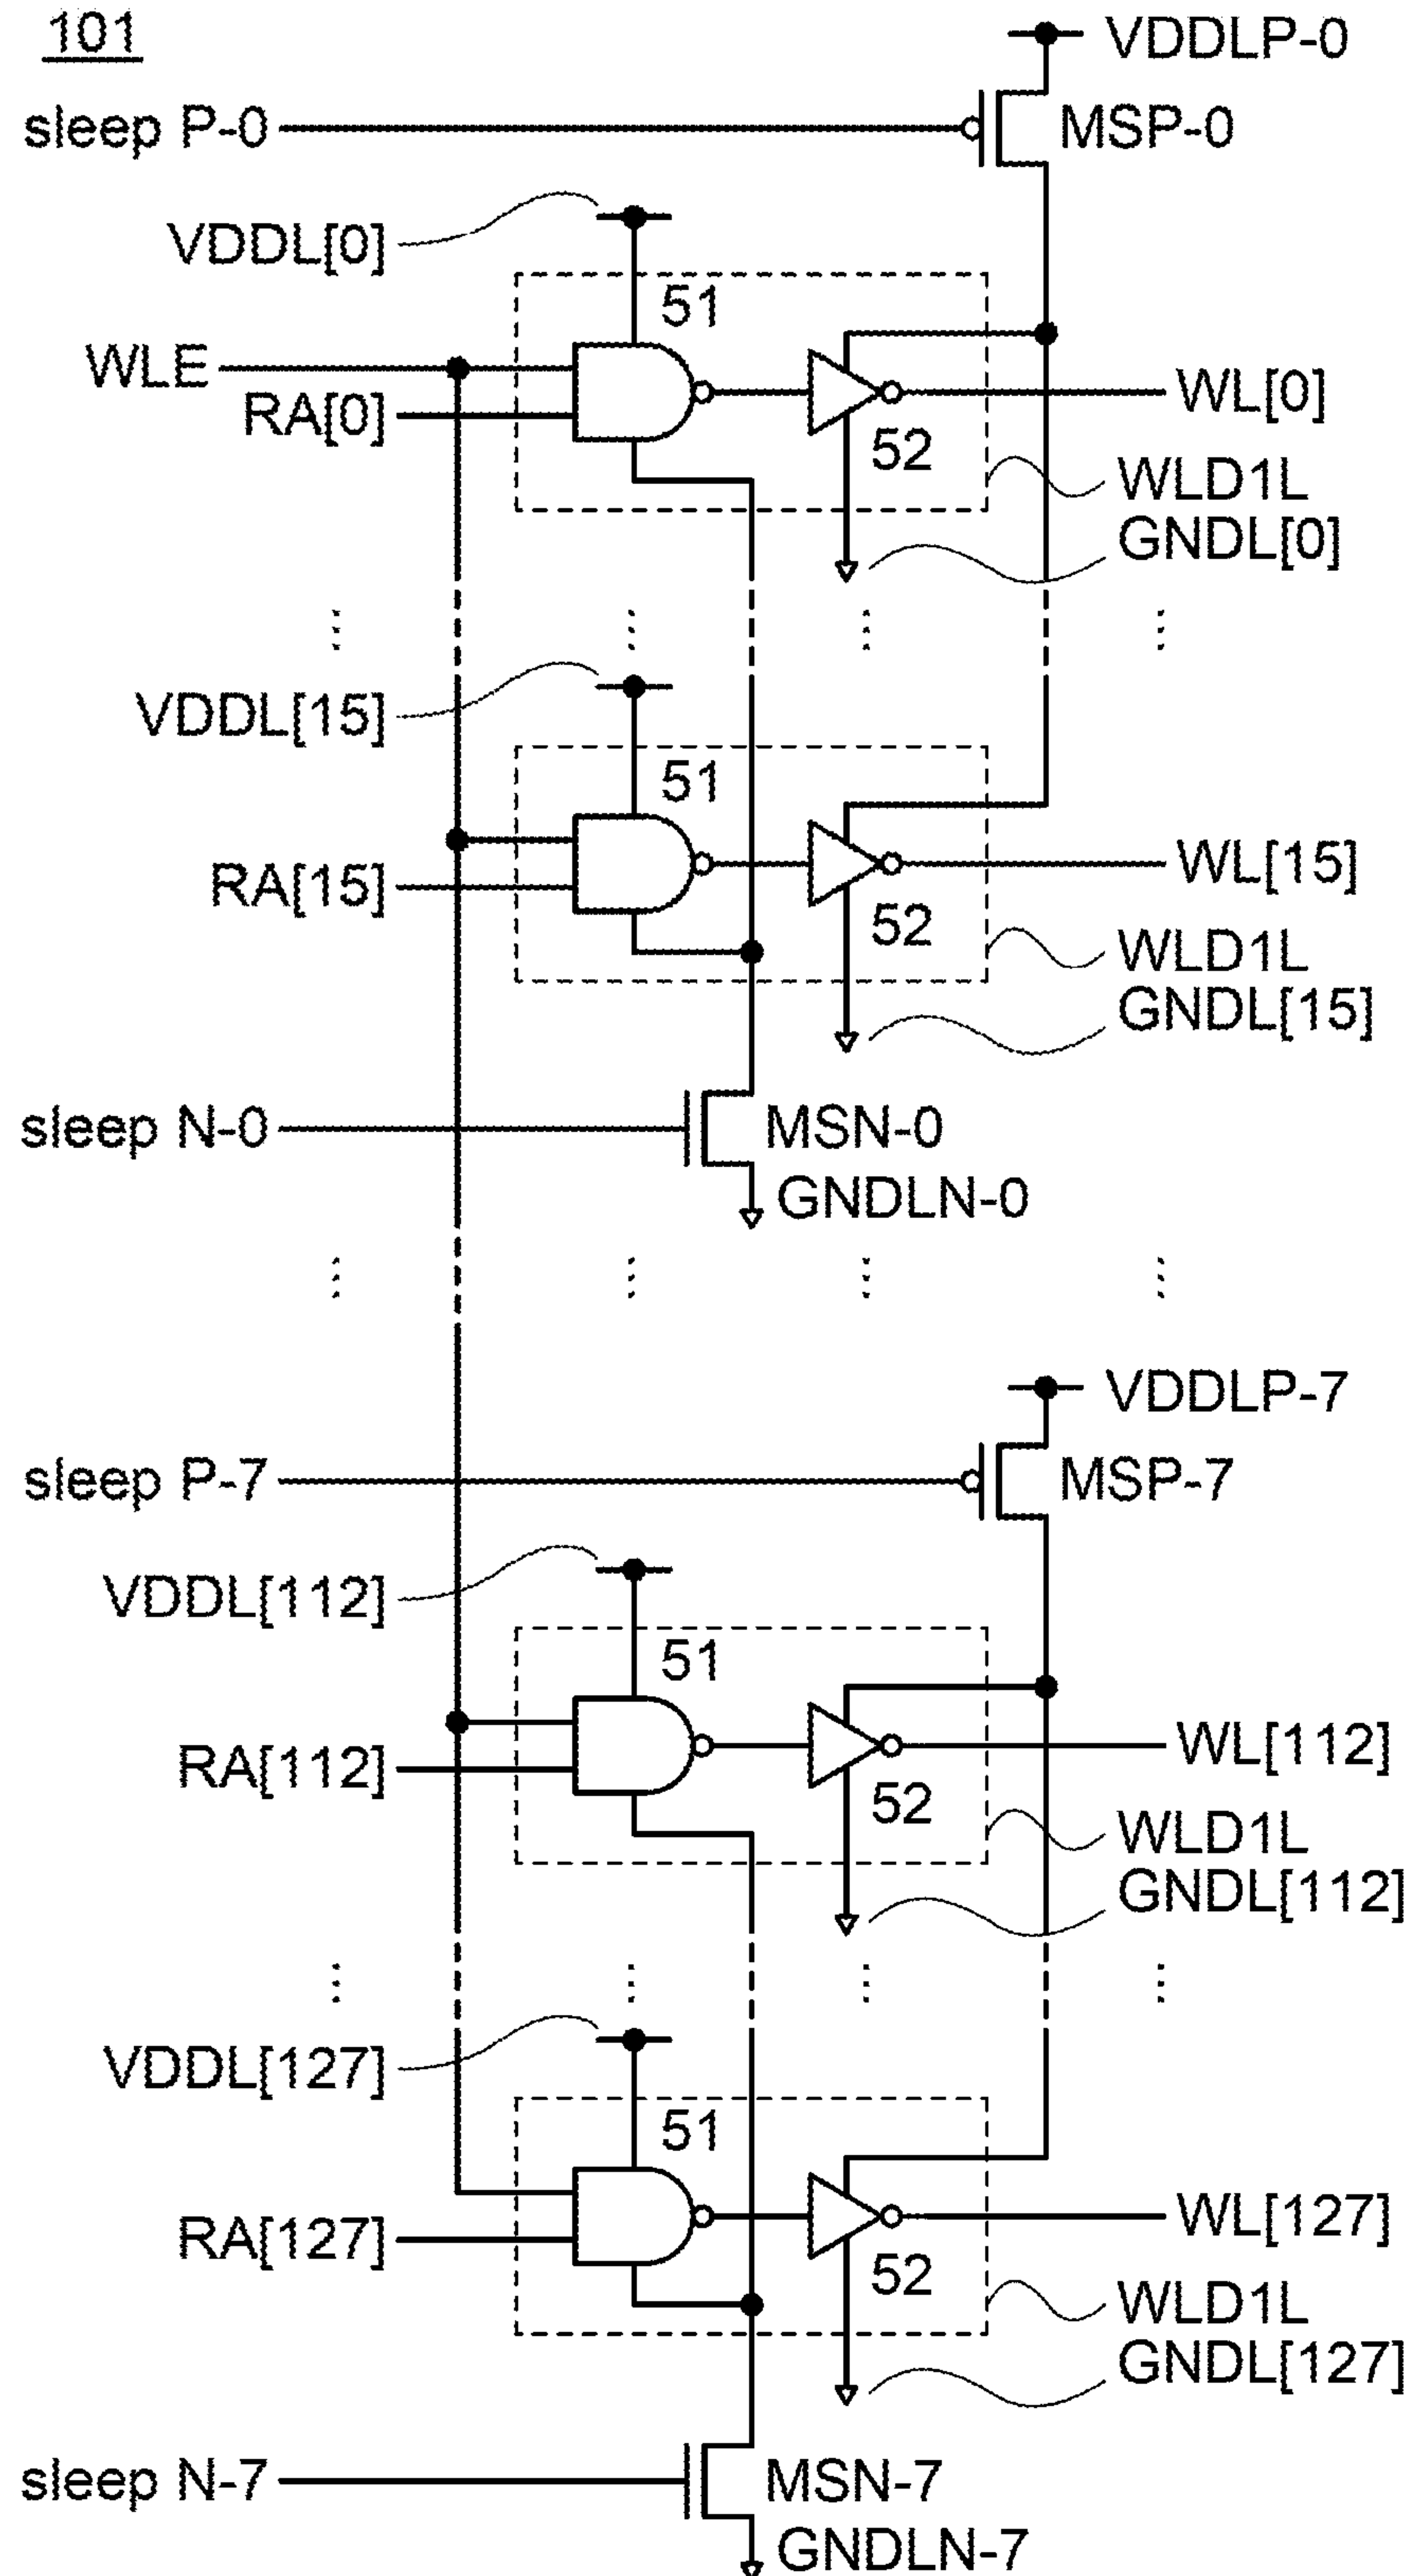 101
VDDLP-0
sleep P-0
MSP-0
VDDL[0]
51
WLE
RA[0]
WL[0]
52
WLD1L
GNDL[0]
VDDL[15]
51
RA[15]
WL[15]
52
WLD1L
GNDL[15]
sleep N-0
MSN-0
GNDLN-0
VDDLP-7
sleep P-7
MSP-7
VDDL[112]
51
RA[112]
WL[112]
52
WLD1L
GNDL[112]
VDDL[127]
51
RA[127]
WL[127]
52
WLD1L
GNDL[127]
sleep N-7
MSN-7
GNDLN-7